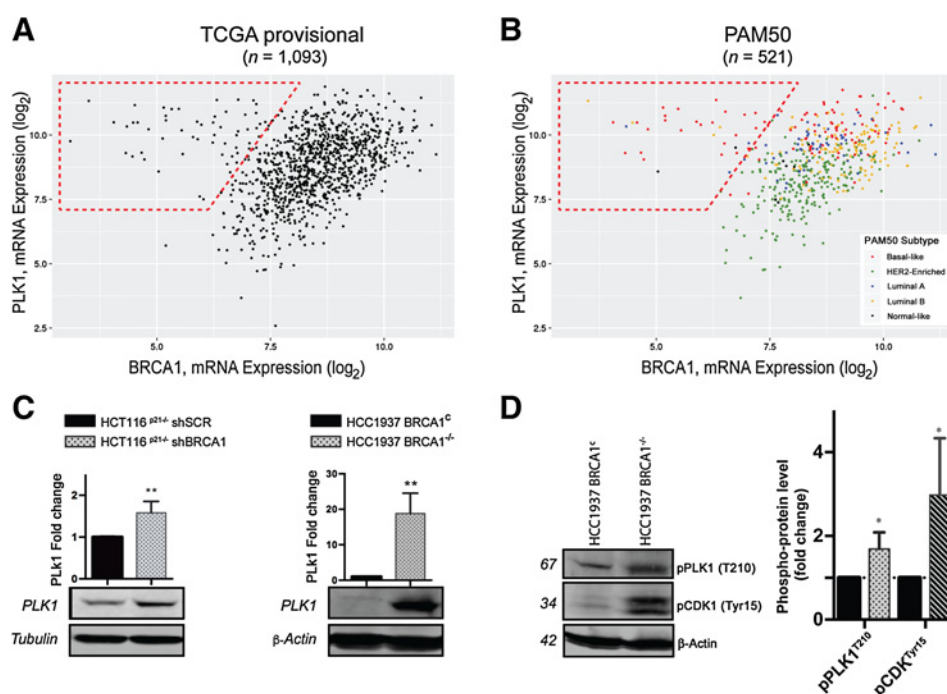 A
TCGA provisional
(n = 1,093)
PLK1, mRNA Expression (log2)
10.0
7.5
5.0
2.5
5.0
7.5
10.0
BRCA1, mRNA Expression (log2)
B
PAM50
(n = 521)
PLK1, mRNA Expression (log2)
10.0
7.5
5.0
2.5
5.0
7.5
10.0
BRCA1, mRNA Expression (log2)
PAM50 Subtype
Basal-like
HER2-Enriched
Luminal A
Luminal B
Normal-like
C
HCT116 p21-/- shSCR
HCT116 p21-/- shBRCA1
PLk1 Fold change
2
1
0
**
PLK1
Tubulin
HCC1937 BRCA1c
HCC1937 BRCA1-/-
PLk1 Fold change
30
20
10
0
**
PLK1
β-Actin
D
HCC1937 BRCA1c
HCC1937 BRCA1-/-
67
pPLK1 (T210)
34
pCDK1 (Tyr15)
42
β-Actin
Phospho-protein level
(fold change)
4
2
0
*
*
pPLK1T210
pCDKTyr15